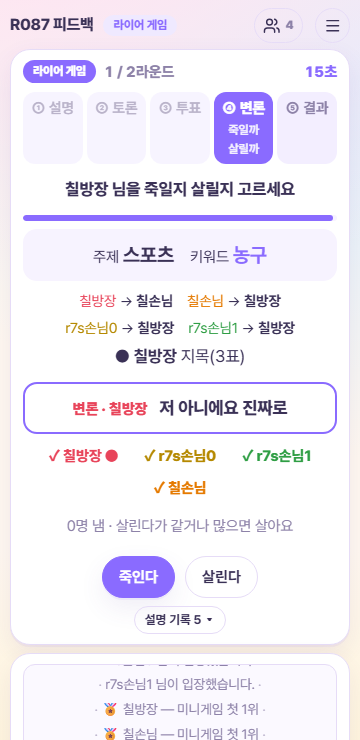 R087 피드백 라이어 게임 4
라이어 게임 1 / 2라운드 15초
① 설명 ② 토론 ③ 투표 ④ 변론 ⑤ 결과
죽일까
살릴까
칠방장 님을 죽일지 살릴지 고르세요
주제 스포츠 키워드 농구
칠방장 → 칠손님 칠손님 → 칠방장
r7s손님0 → 칠방장 r7s손님1 → 칠방장
● 칠방장 지목(3표)
변론 · 칠방장 저 아니에요 진짜로
✓ 칠방장 ● ✓ r7s손님0 ✓ r7s손님1
✓ 칠손님
0명 냄 · 살린다가 같거나 많으면 살아요
죽인다 살린다
설명 기록 5 ▾
· r7s손님1 님이 입장했습니다. ·
· 🏅 칠방장 — 미니게임 첫 1위 ·
· 🏅 칠손님 — 미니게임 첫 1위 ·